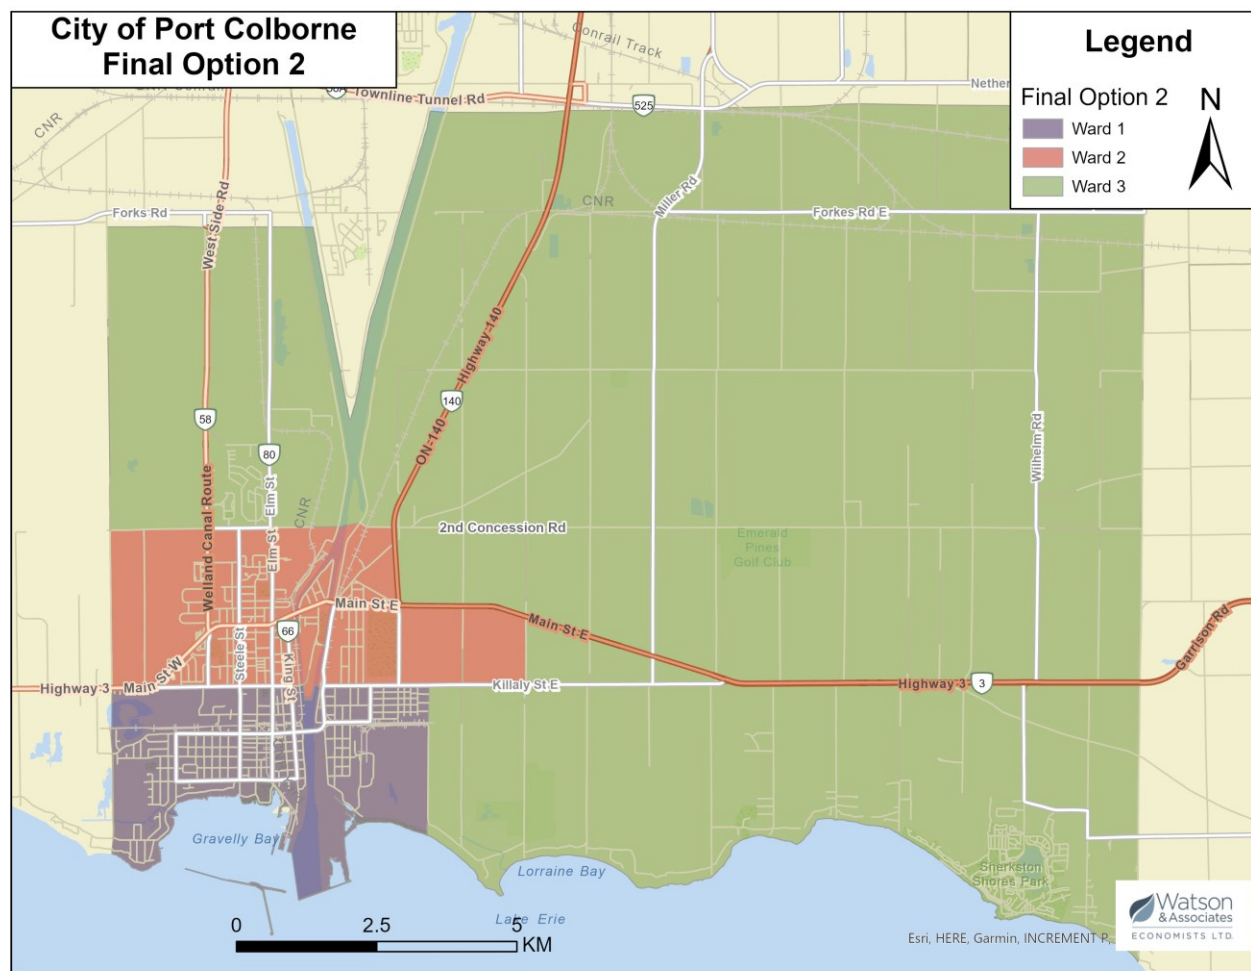 City of Port Colborne
Final Option 2
Legend
Final Option 2
N
Ward 1
Ward 2
Ward 3
Conrail Track
Townline Tunnel Rd
525
Nether
CNR
West Side Rd
Forks Rd
CNR
Miller Rd
Forkes Rd E
ON-140
Highway 140
140
58
80
Elm St
CNR
Welland Canal Route
Wilhelm Rd
2nd Concession Rd
Emerald
Pines
Golf Club
Elm St
Main St E
66
Steele St
King St
Main St E
Main St W
Highway 3
Killaly St E
Highway 3
3
Garrison Rd
Gravelly Bay
Lorraine Bay
Sherkston
Shores Park
Lake Erie
0
2.5
5
KM
Esri, HERE, Garmin, INCREMENT P,
Watson
& Associates
ECONOMISTS LTD.